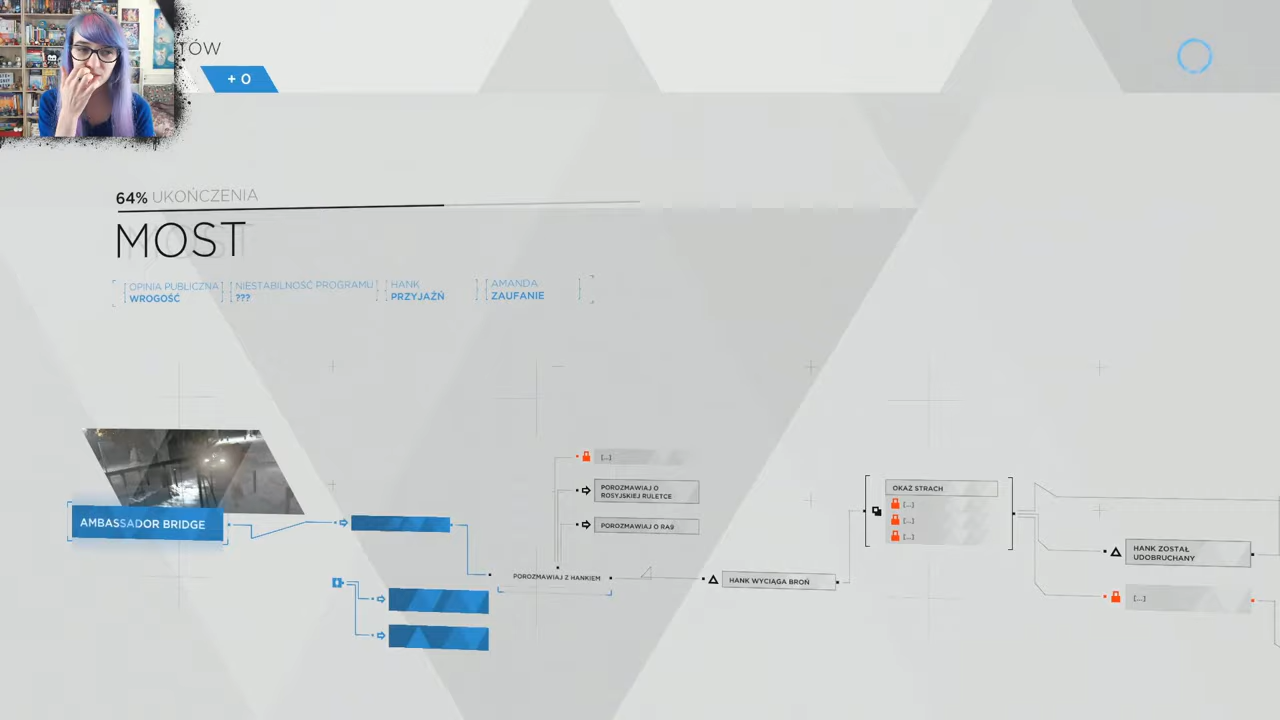 TÓW
+ 0
64% UKOŃCZENIA
MOST
OPINIA PUBLICZNA
WROGOŚĆ
NIESTABILNOŚĆ PROGRAMU
???
HANK
PRZYJAŹŃ
AMANDA
ZAUFANIE
[...]
POROZMAWIAJ O
ROSYJSKIEJ RULETCE
POROZMAWIAJ O RA9
AMBASSADOR BRIDGE
POROZMAWIAJ Z HANKIEM
HANK WYCIĄGA BROŃ
OKAŻ STRACH
[...]
[...]
[...]
HANK ZOSTAŁ
UDOBRUCHANY
[...]